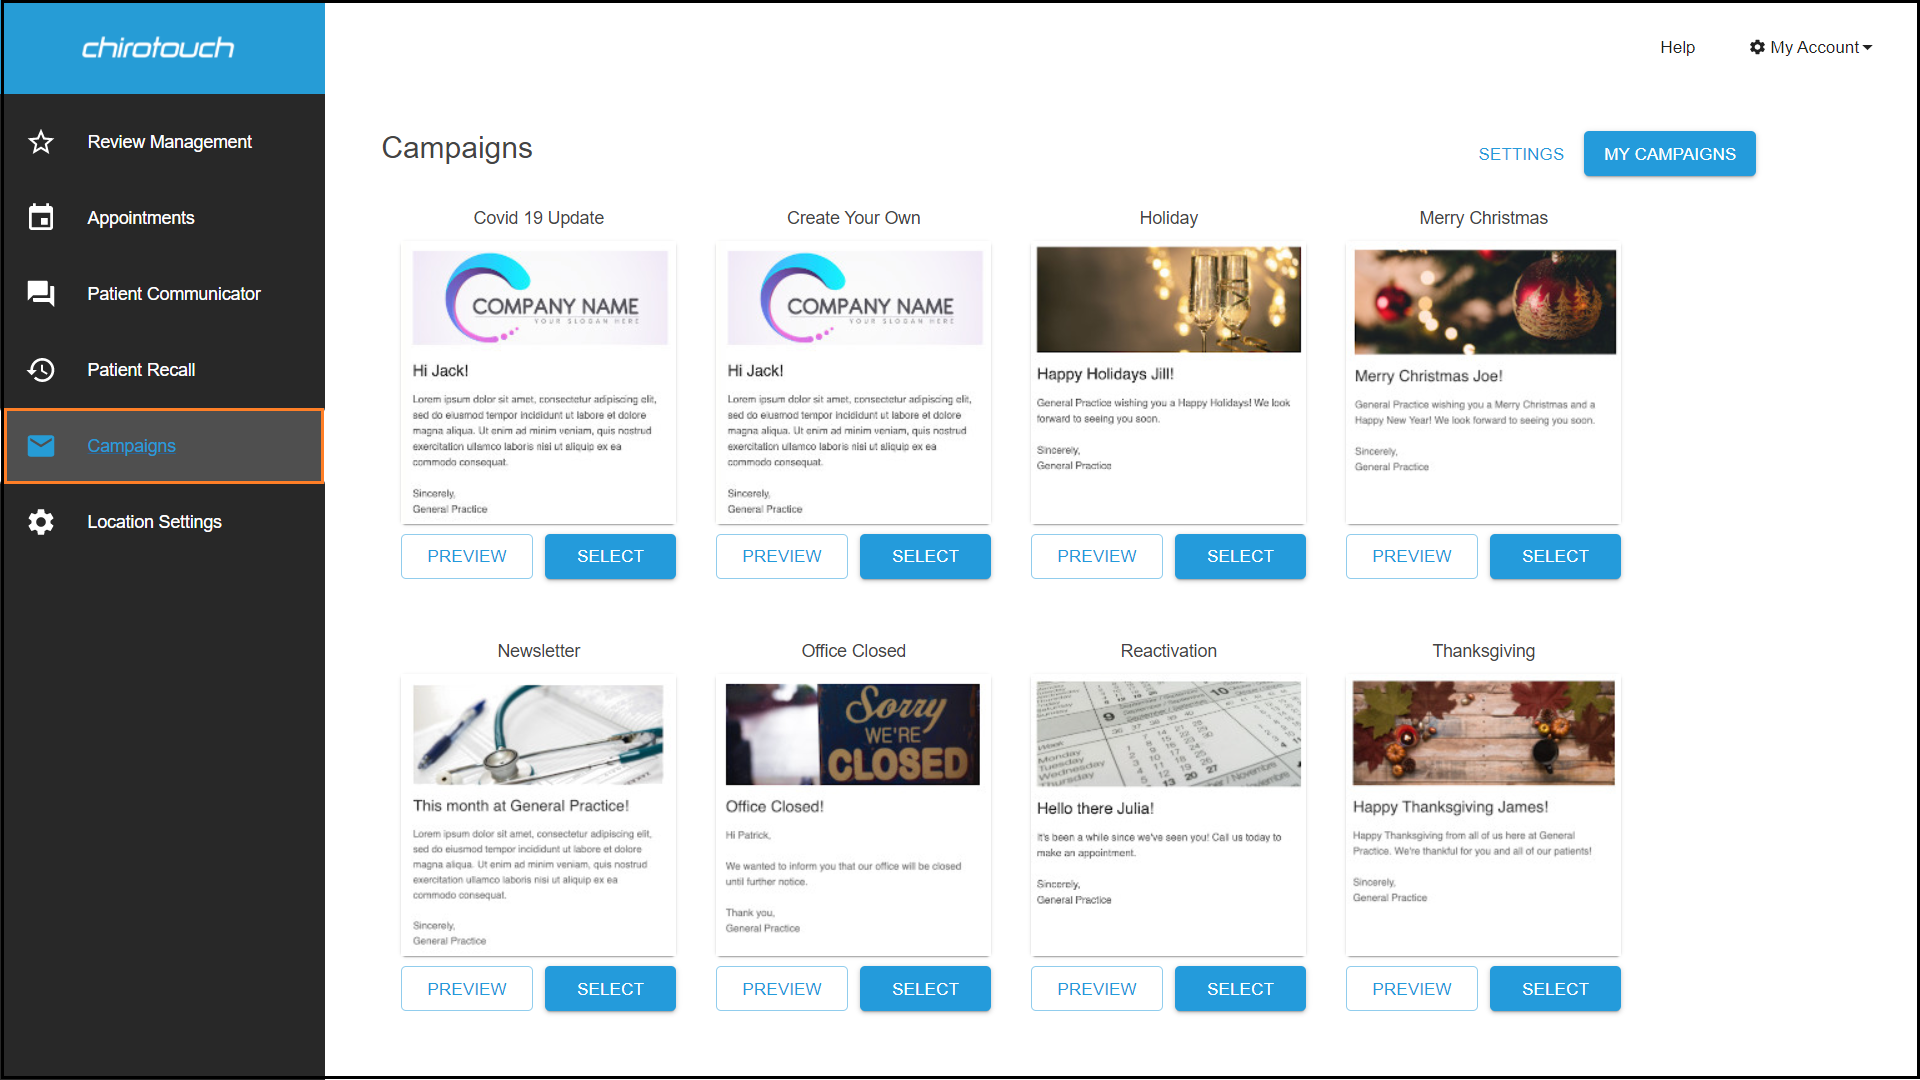 chirotouch
Help
My Account
Review Management
Appointments
Patient Communicator
Patient Recall
Campaigns
Location Settings
Campaigns
SETTINGS
MY CAMPAIGNS
Covid 19 Update
COMPANY NAME
YOUR SLOGAN HERE
Hi Jack!
Lorem ipsum dolor sit amet, consectetur adipiscing elit,
sed do eiusmod tempor incididunt ut labore et dolore
magna aliqua. Ut enim ad minim veniam, quis nostrud
exercitation ullamco laboris nisi ut aliquip ex ea
commodo consequat.
Sincerely,
General Practice
PREVIEW
SELECT
Create Your Own
COMPANY NAME
YOUR SLOGAN HERE
Hi Jack!
Lorem ipsum dolor sit amet, consectetur adipiscing elit,
sed do eiusmod tempor incididunt ut labore et dolore
magna aliqua. Ut enim ad minim veniam, quis nostrud
exercitation ullamco laboris nisi ut aliquip ex ea
commodo consequat.
Sincerely,
General Practice
PREVIEW
SELECT
Holiday
Happy Holidays Jill!
General Practice wishing you a Happy Holidays! We look
forward to seeing you soon.
Sincerely,
General Practice
PREVIEW
SELECT
Merry Christmas
Merry Christmas Joe!
General Practice wishing you a Merry Christmas and a
Happy New Year! We look forward to seeing you soon.
Sincerely,
General Practice
PREVIEW
SELECT
Newsletter
This month at General Practice!
Lorem ipsum dolor sit amet, consectetur adipiscing elit,
sed do eiusmod tempor incididunt ut labore et dolore
magna aliqua. Ut enim ad minim veniam, quis nostrud
exercitation ullamco laboris nisi ut aliquip ex ea
commodo consequat.
Sincerely,
General Practice
PREVIEW
SELECT
Office Closed
Sorry
WE'RE
CLOSED
Office Closed!
Hi Patrick,
We wanted to inform you that our office will be closed
until further notice.
Thank you,
General Practice
PREVIEW
SELECT
Reactivation
Week
Monday
Tuesday
Wednesday
Thursday
Hello there Julia!
It's been a while since we've seen you! Call us today to
make an appointment.
Sincerely,
General Practice
PREVIEW
SELECT
Thanksgiving
Happy Thanksgiving James!
Happy Thanksgiving from all of us here at General
Practice. We're thankful for you and all of our patients!
Sincerely,
General Practice
PREVIEW
SELECT